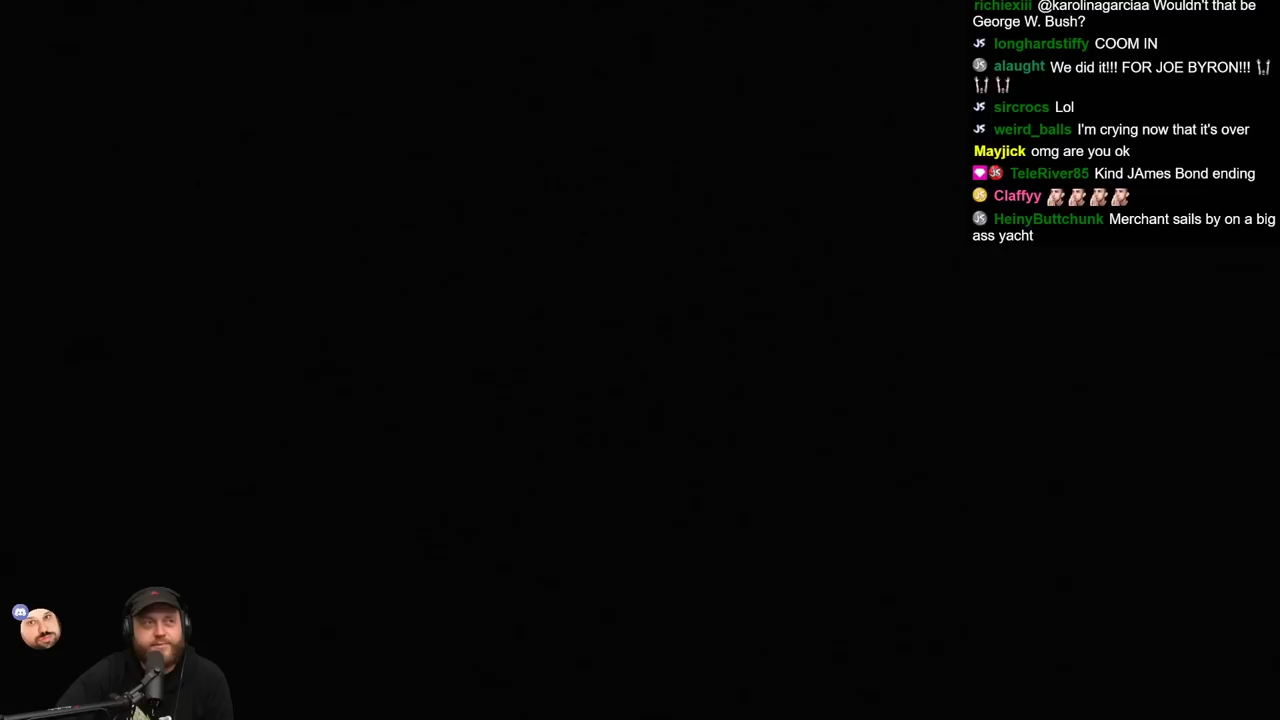 richiexiii @karolinagarciaa Wouldn't that be
George W. Bush?
longhardstiffy COOM IN
alaught We did it!!! FOR JOE BYRON!!!
sircrocs Lol
weird_balls I'm crying now that it's over
Mayjick omg are you ok
TeleRiver85 Kind JAmes Bond ending
Claffyy
HeinyButtchunk Merchant sails by on a big
ass yacht